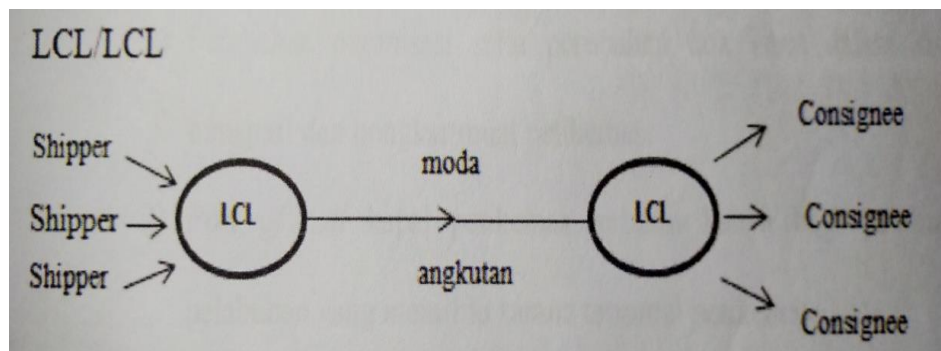 LCL/LCL
Shipper
Shipper
Shipper
LCL
moda
angkutan
LCL
Consignee
Consignee
Consignee